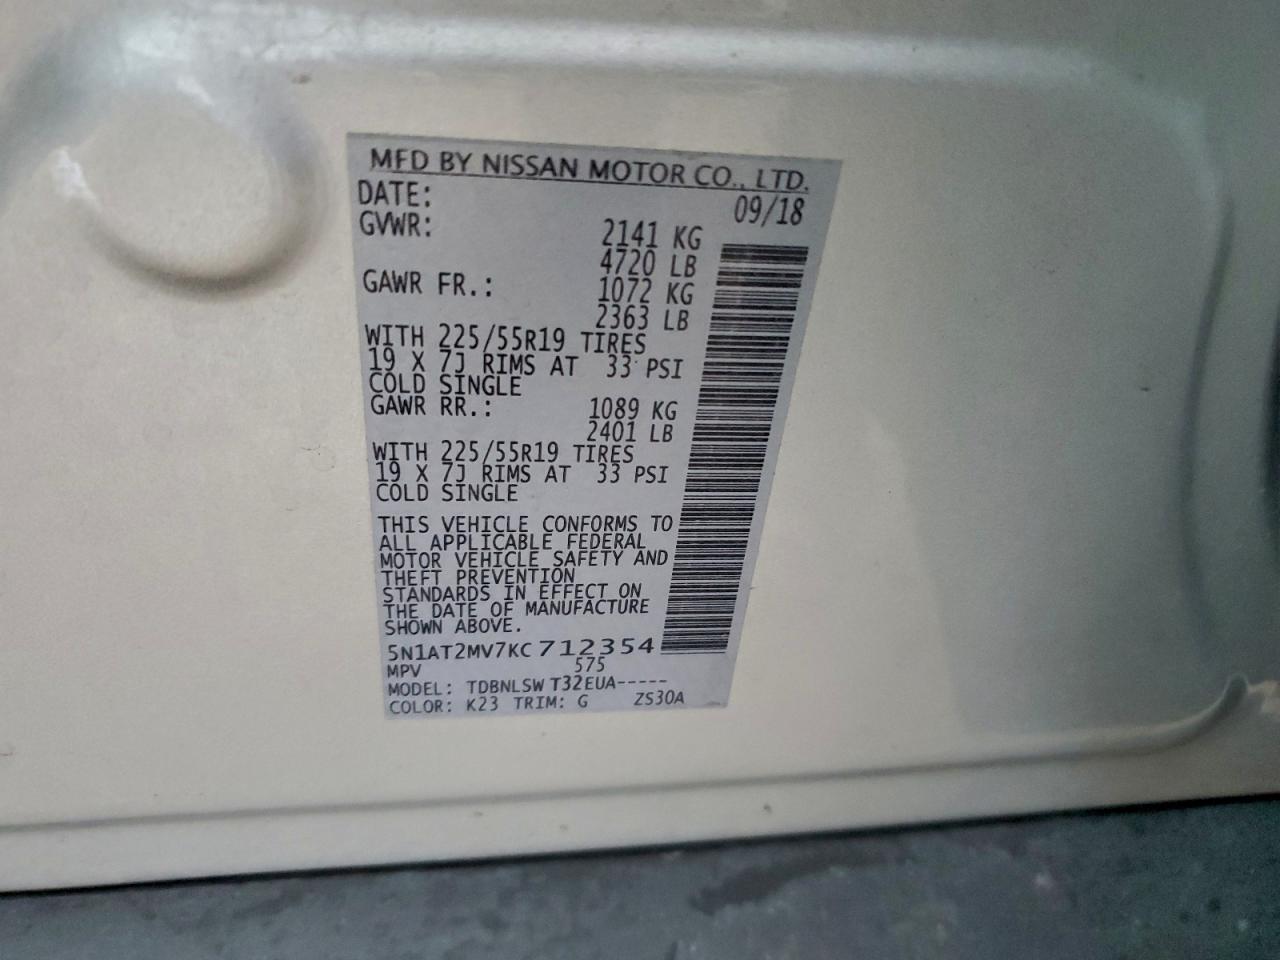 MFD BY NISSAN MOTOR CO., LTD.
DATE: 09/18
GVWR: 2141 KG
4720 LB
GAWR FR.: 1072 KG
2363 LB
WITH 225/55R19 TIRES
19 X 7J RIMS AT 33 PSI
COLD SINGLE
GAWR RR.: 1089 KG
2401 LB
WITH 225/55R19 TIRES
19 X 7J RIMS AT 33 PSI
COLD SINGLE
THIS VEHICLE CONFORMS TO
ALL APPLICABLE FEDERAL
MOTOR VEHICLE SAFETY AND
THEFT PREVENTION
STANDARDS IN EFFECT ON
THE DATE OF MANUFACTURE
SHOWN ABOVE.
5N1AT2MV7KC712354
MPV 575
MODEL: TDBNLSW T32EUA-----
COLOR: K23 TRIM: G ZS30A